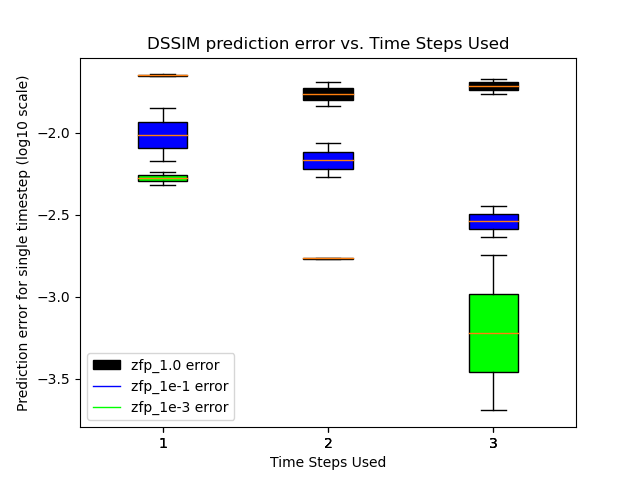 DSSIM prediction error vs. Time Steps Used
Prediction error for single timestep (log10 scale)
−2.0
−2.5
−3.0
−3.5
zfp_1.0 error
zfp_1e-1 error
zfp_1e-3 error
1
2
3
Time Steps Used